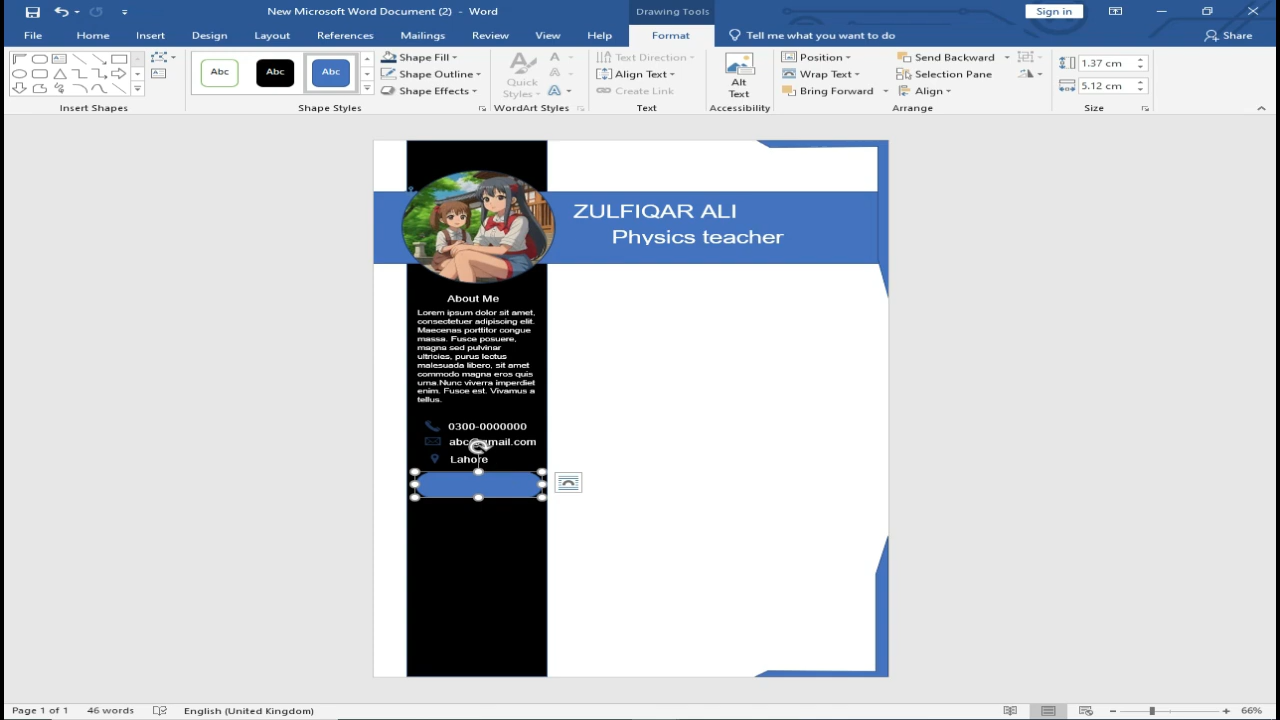 New Microsoft Word Document (2) - Word
Drawing Tools
Sign in
File
Home
Insert
Design
Layout
References
Mailings
Review
View
Help
Format
Tell me what you want to do
Share
Abc
Abc
Abc
Shape Fill
Shape Outline
Shape Effects
Quick
Styles
A
A
A
A
Text Direction
Align Text
Create Link
Alt
Text
Position
Wrap Text
Bring Forward
Send Backward
Selection Pane
Align
1.37 cm
5.12 cm
Insert Shapes
Shape Styles
WordArt Styles
Text
Accessibility
Arrange
Size
ZULFIQAR ALI
Physics teacher
About Me
Lorem ipsum dolor sit amet,
consectetuer adipiscing elit.
Maecenas porttitor congue
massa. Fusce posuere,
magna sed pulvinar
ultricies, purus lectus
malesuada libero, sit amet
commodo magna eros quis
urna.Nunc viverra imperdiet
enim. Fusce est. Vivamus a
tellus.
0300-0000000
abc@gmail.com
Lahore
Page 1 of 1
46 words
English (United Kingdom)
66%